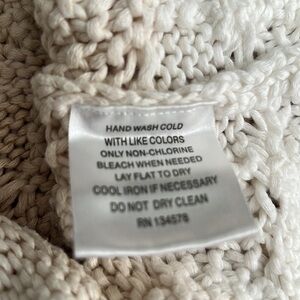 HAND WASH COLD
WITH LIKE COLORS
ONLY NON-CHLORINE
BLEACH WHEN NEEDED
LAY FLAT TO DRY
COOL IRON IF NECESSARY
DO NOT DRY CLEAN
RN 134578